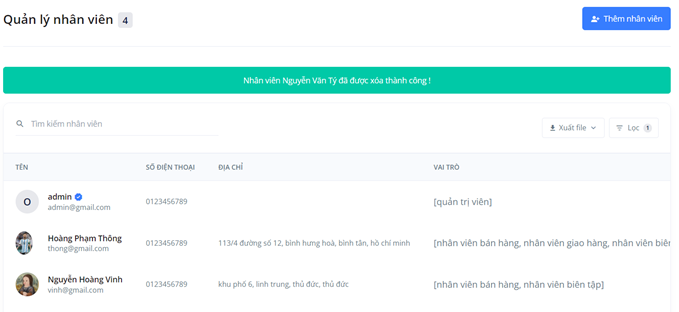 Quản lý nhân viên 4
Thêm nhân viên
Nhân viên Nguyễn Văn Tý đã được xóa thành công !
Tìm kiếm nhân viên
Xuất file
Lọc 1
TÊN SỐ ĐIỆN THOẠI ĐỊA CHỈ VAI TRÒ
O
admin
admin@gmail.com
0123456789
[quản trị viên]
Hoàng Phạm Thông
thong@gmail.com
0123456789
113/4 đường số 12, bình hưng hoà, bình tân, hồ chí minh
[nhân viên bán hàng, nhân viên giao hàng, nhân viên biên
Nguyễn Hoàng Vinh
vinh@gmail.com
0123456789
khu phố 6, linh trung, thủ đức, thủ đức
[nhân viên bán hàng, nhân viên biên tập]